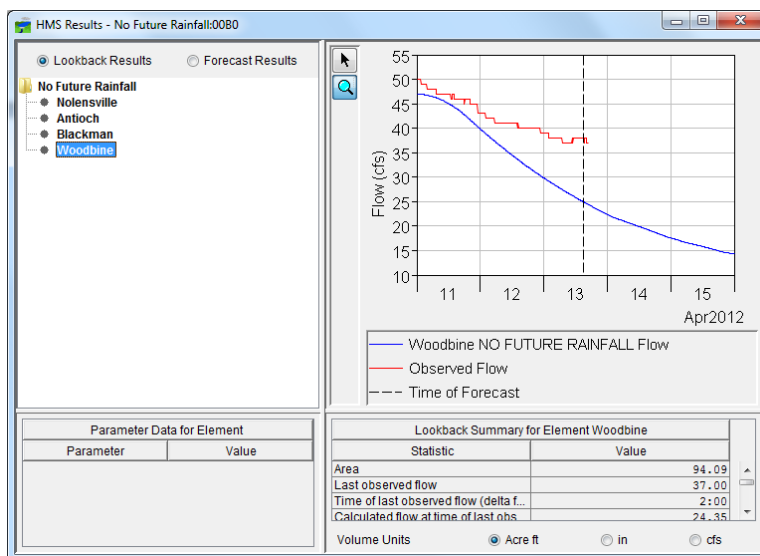 HMS Results - No Future Rainfall:00B0
Lookback Results
Forecast Results
No Future Rainfall
Nolensville
Antioch
Blackman
Woodbine
Flow (cfs)
55
50
45
40
35
30
25
20
15
10
11 12 13 14 15
Apr2012
Woodbine NO FUTURE RAINFALL Flow
Observed Flow
Time of Forecast
Parameter Data for Element
Parameter Value
Lookback Summary for Element Woodbine
Statistic Value
Area 94.09
Last observed flow 37.00
Time of last observed flow (delta f... 2:00
Calculated flow at time of last obs 24.35
Volume Units Acre ft in cfs